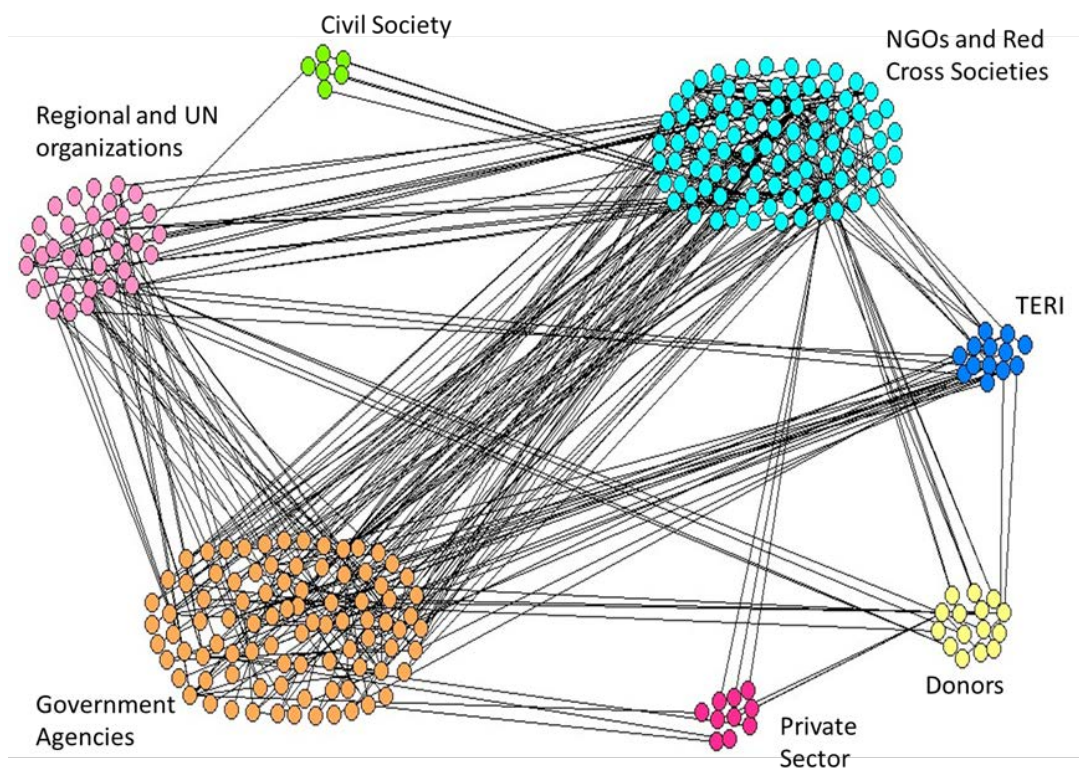 Civil Society
NGOs and Red
Cross Societies
Regional and UN
organizations
TERI
Donors
Government
Agencies
Private
Sector